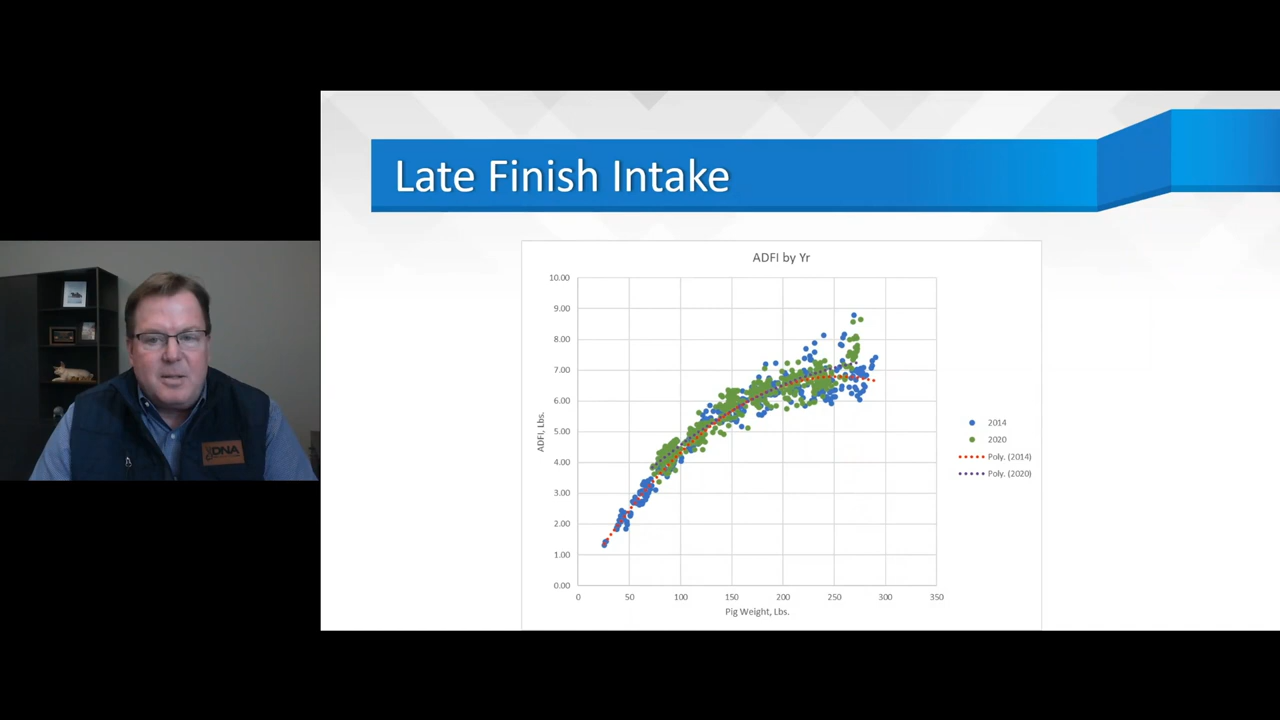 Late Finish Intake
ADFI by Yr
10.00
9.00
8.00
7.00
6.00
5.00
4.00
3.00
2.00
1.00
0.00
ADFI, Lbs.
0 50 100 150 200 250 300 350
Pig Weight, Lbs.
2014
2020
Poly. (2014)
Poly. (2020)
DNA